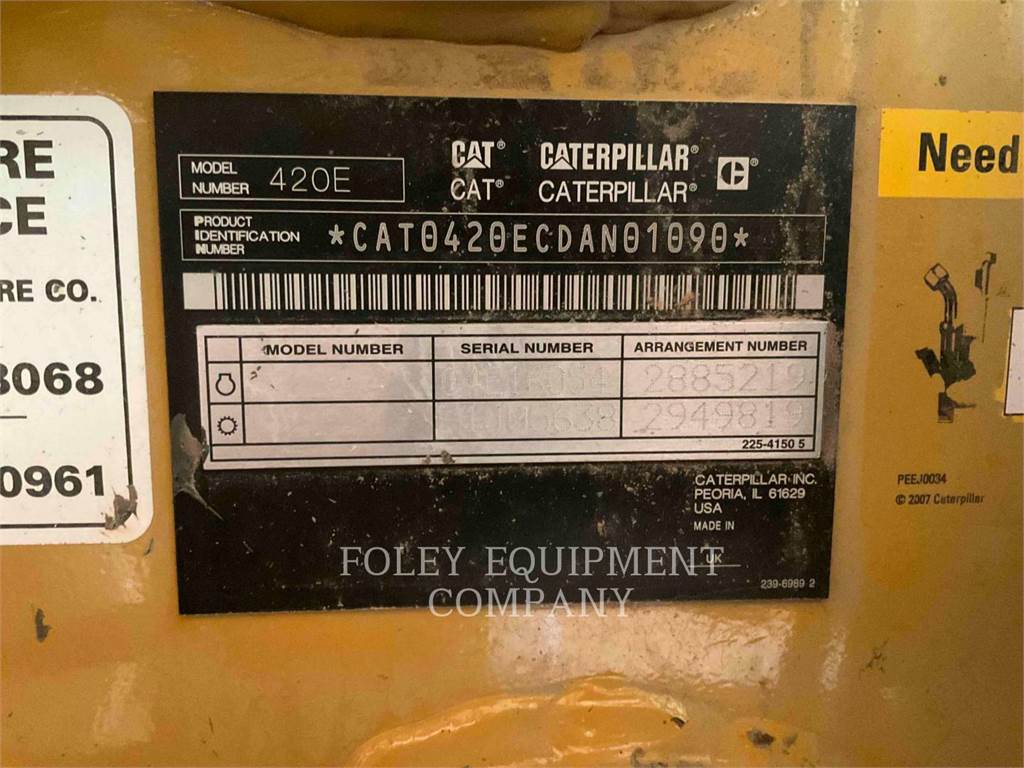 RE
CE
RE CO.
8068
0961
CAT® CATERPILLAR® C®
CAT® CATERPILLAR®
MODEL
NUMBER 420E
PRODUCT
IDENTIFICATION
NUMBER *CAT0420ECDAN01090*
MODEL NUMBER SERIAL NUMBER ARRANGEMENT NUMBER
2885219
2949819
225-4150 5
CATERPILLAR INC.
PEORIA, IL 61629
USA
MADE IN
UK
239-6989 2
FOLEY EQUIPMENT
COMPANY
Need
PEEJ0034
© 2007 Caterpillar